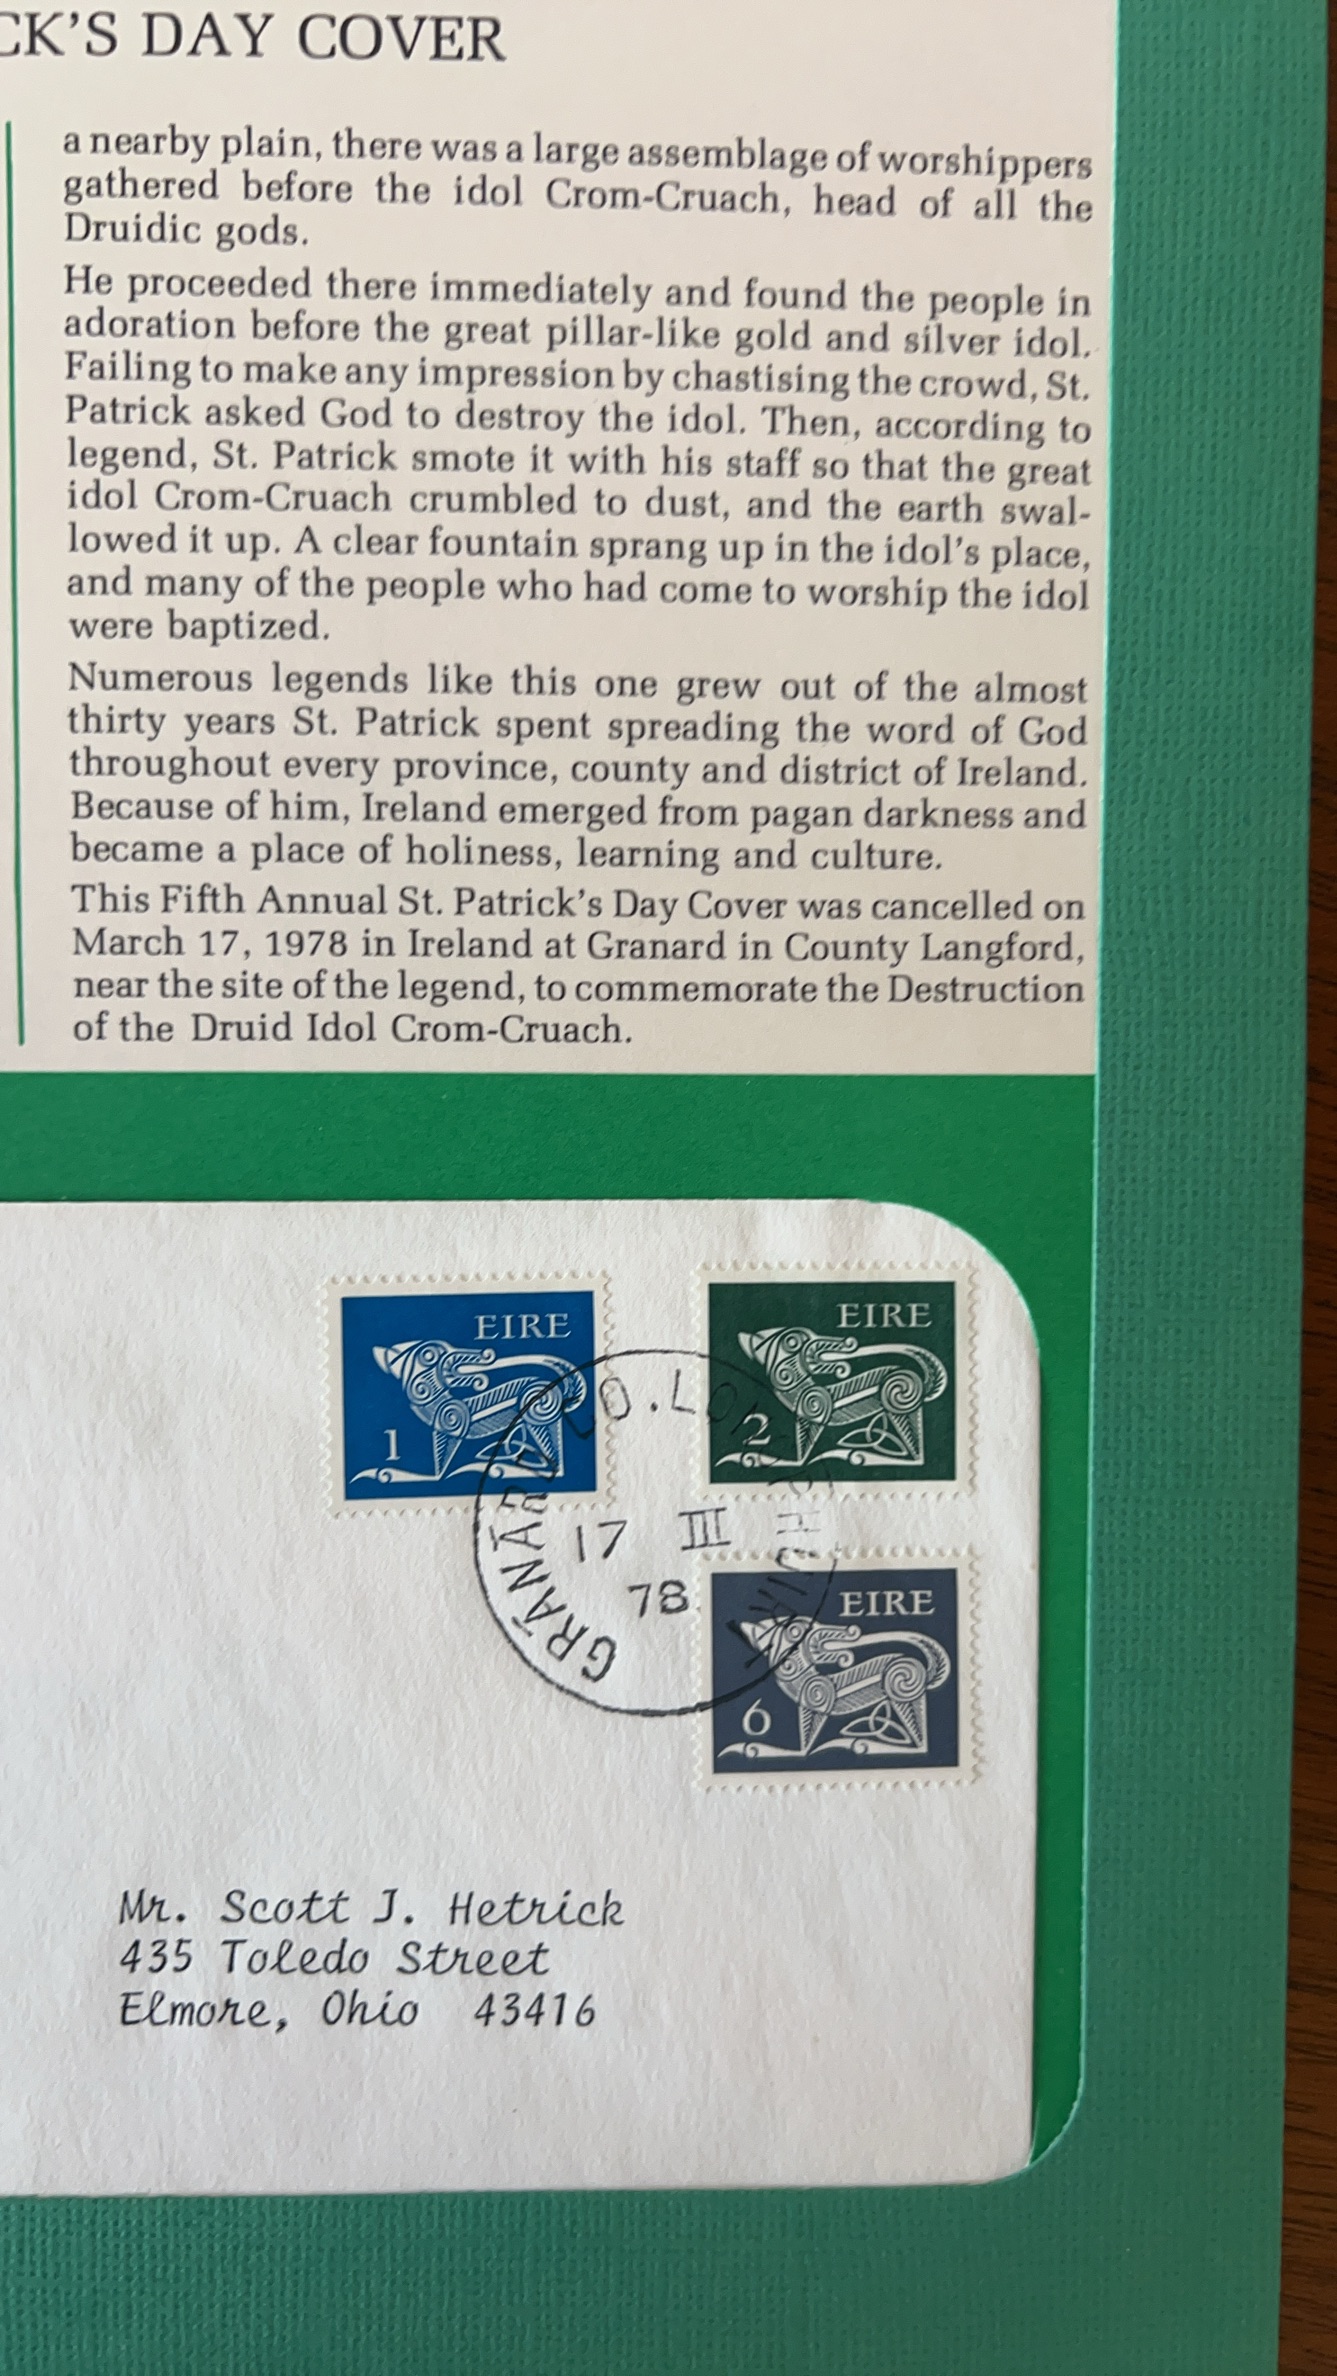 CK'S DAY COVER
a nearby plain, there was a large assemblage of worshippers
gathered before the idol Crom-Cruach, head of all the
Druidic gods.
He proceeded there immediately and found the people in
adoration before the great pillar-like gold and silver idol.
Failing to make any impression by chastising the crowd, St.
Patrick asked God to destroy the idol. Then, according to
legend, St. Patrick smote it with his staff so that the great
idol Crom-Cruach crumbled to dust, and the earth swal-
lowed it up. A clear fountain sprang up in the idol's place,
and many of the people who had come to worship the idol
were baptized.
Numerous legends like this one grew out of the almost
thirty years St. Patrick spent spreading the word of God
throughout every province, county and district of Ireland.
Because of him, Ireland emerged from pagan darkness and
became a place of holiness, learning and culture.
This Fifth Annual St. Patrick's Day Cover was cancelled on
March 17, 1978 in Ireland at Granard in County Langford,
near the site of the legend, to commemorate the Destruction
of the Druid Idol Crom-Cruach.
EIRE
1
EIRE
2
GRĀNĀRD CO.
17 III
78
EIRE
6
Mr. Scott J. Hetrick
435 Toledo Street
Elmore, Ohio 43416